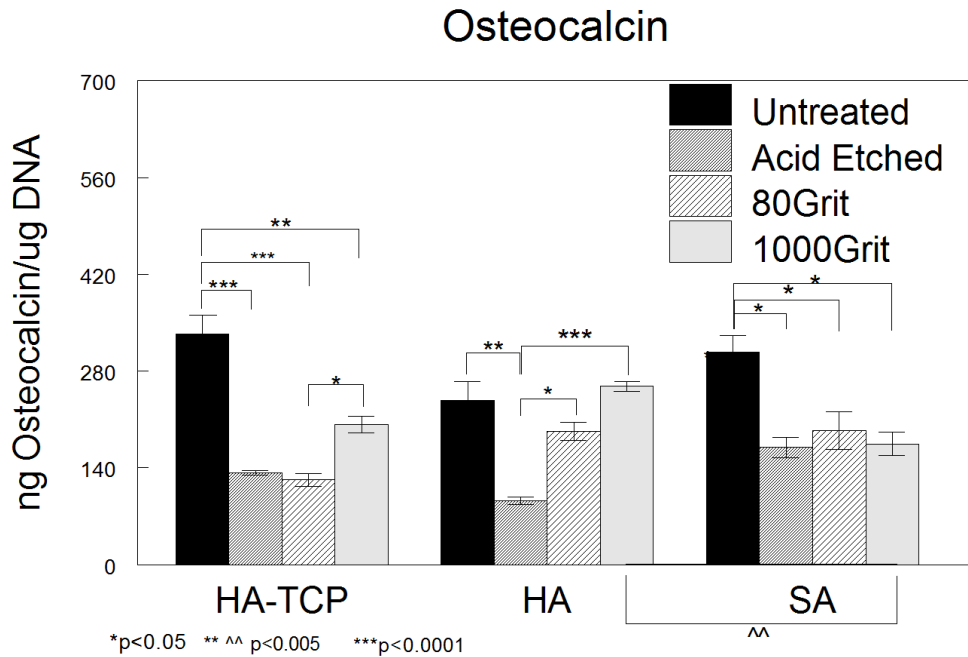 Osteocalcin
ng Osteocalcin/ug DNA
700
560
420
280
140
0
Untreated
Acid Etched
80Grit
1000Grit
**
***
***
*
**
***
*
*
*
*
*
HA-TCP
HA
SA
^^
*p<0.05 ** ^^ p<0.005 ***p<0.0001